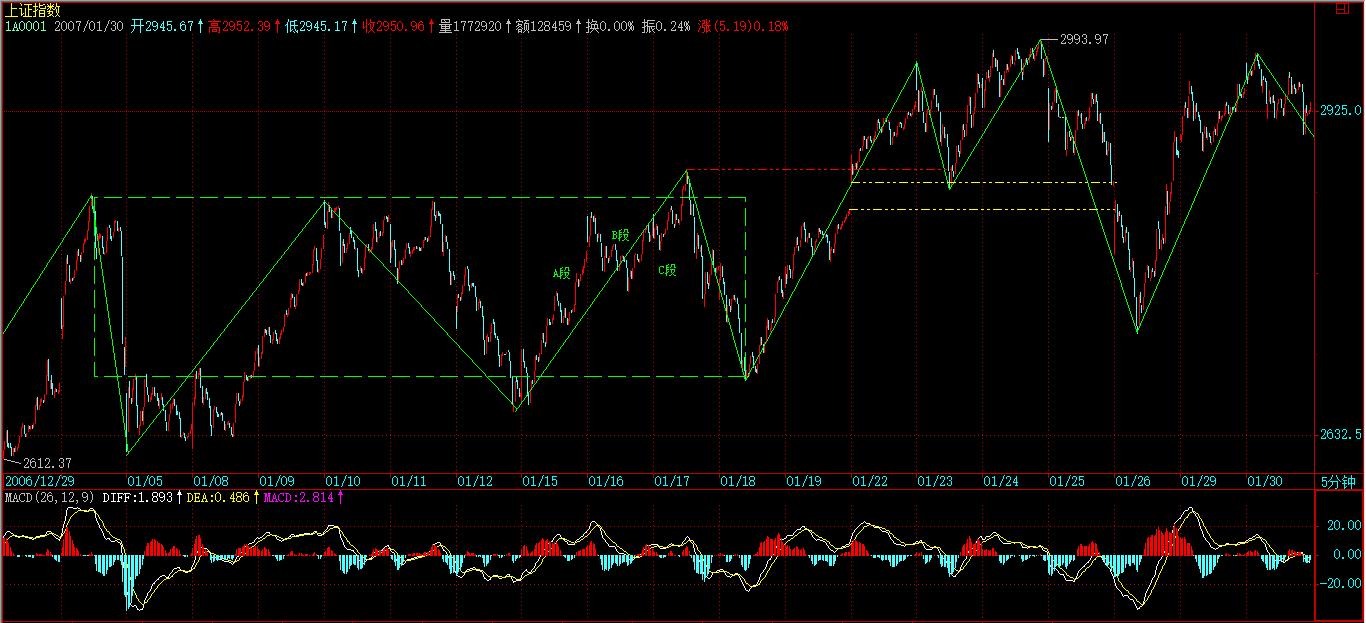 上证指数
1A0001 2007/01/30 开2945.67↑高2952.39↑低2945.17↑收2950.96↑量1772920↑额128459↑换0.00% 振0.24% 涨(5.19)0.18%
2993.97
2925.0
B段
A段
C段
2632.5
2612.37
2006/12/29 01/05 01/08 01/09 01/10 01/11 01/12 01/15 01/16 01/17 01/18 01/19 01/22 01/23 01/24 01/25 01/26 01/29 01/30 5分钟
MACD(26,12,9) DIFF:1.893↑DEA:0.486↑MACD:2.814↑
20.00
0.00
-20.00